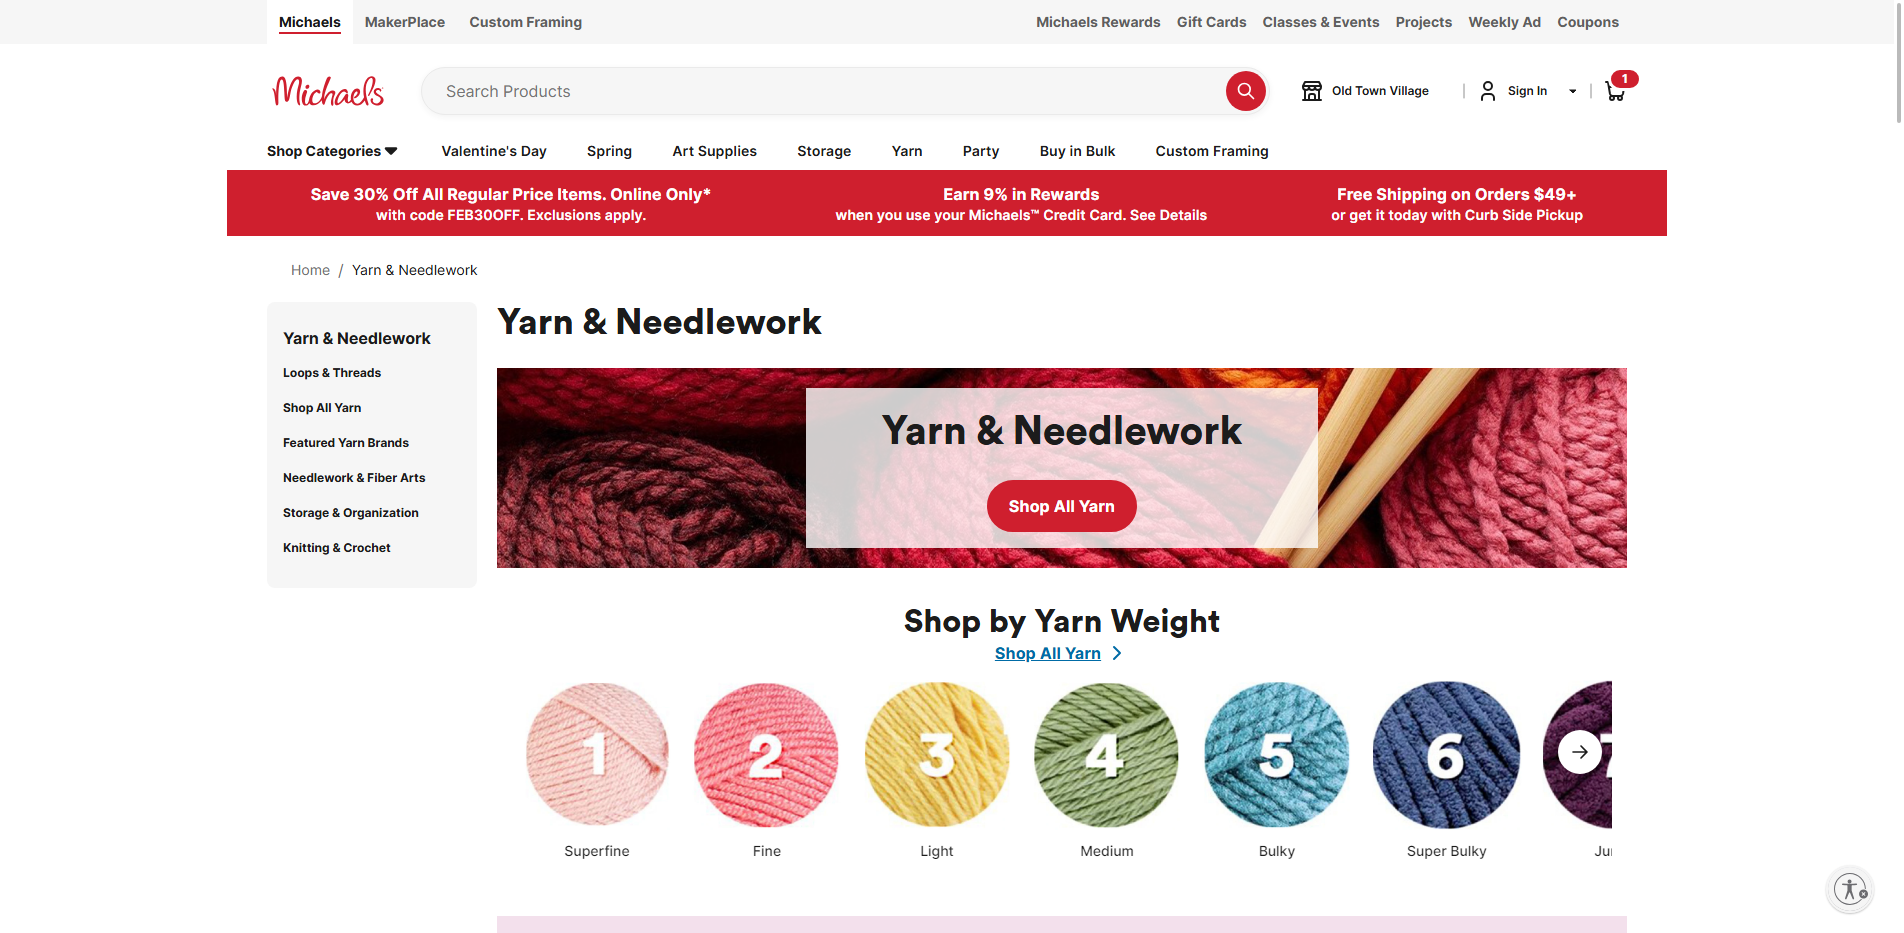 Michaels
MakerPlace
Custom Framing
Michaels Rewards
Gift Cards
Classes & Events
Projects
Weekly Ad
Coupons
Michaels
Search Products
Old Town Village
Sign In
1
Shop Categories
Valentine's Day
Spring
Art Supplies
Storage
Yarn
Party
Buy in Bulk
Custom Framing
Save 30% Off All Regular Price Items. Online Only*
with code FEB30OFF. Exclusions apply.
Earn 9% in Rewards
when you use your Michaels™ Credit Card. See Details
Free Shipping on Orders $49+
or get it today with Curb Side Pickup
Home / Yarn & Needlework
Yarn & Needlework
Loops & Threads
Shop All Yarn
Featured Yarn Brands
Needlework & Fiber Arts
Storage & Organization
Knitting & Crochet
Yarn & Needlework
Yarn & Needlework
Shop All Yarn
Shop by Yarn Weight
Shop All Yarn
1
2
3
4
5
6
7
Superfine
Fine
Light
Medium
Bulky
Super Bulky